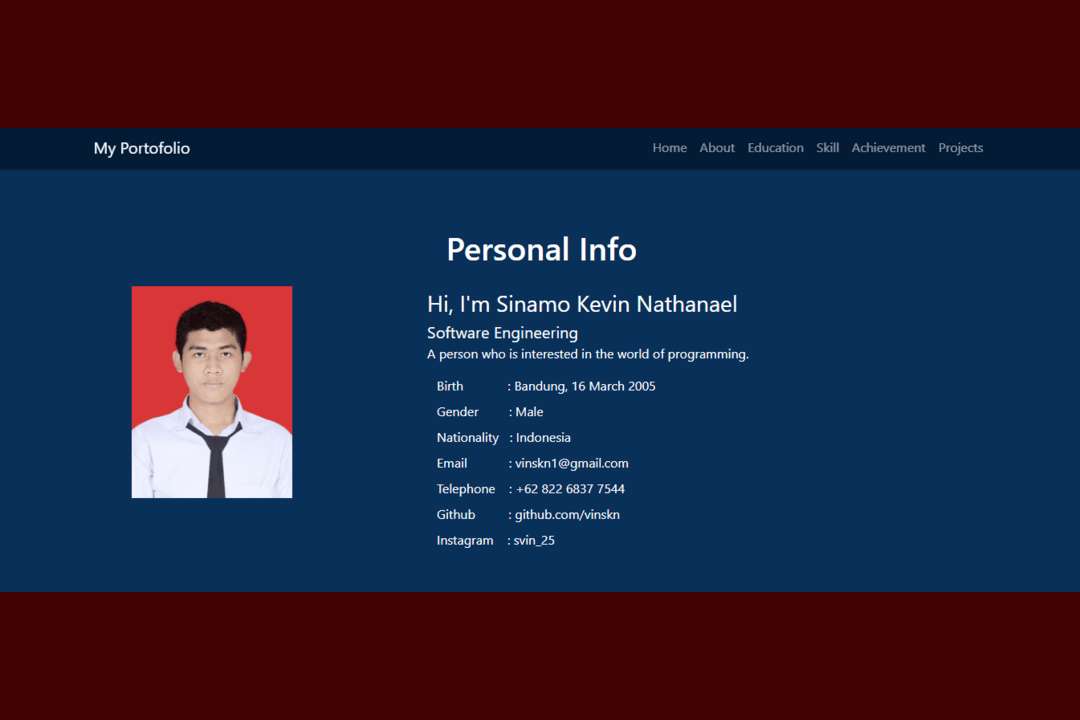 My Portofolio Home About Education Skill Achievement Projects
Personal Info
Hi, I'm Sinamo Kevin Nathanael
Software Engineering
A person who is interested in the world of programming.
Birth : Bandung, 16 March 2005
Gender : Male
Nationality : Indonesia
Email : vinskn1@gmail.com
Telephone : +62 822 6837 7544
Github : github.com/vinskn
Instagram : svin_25